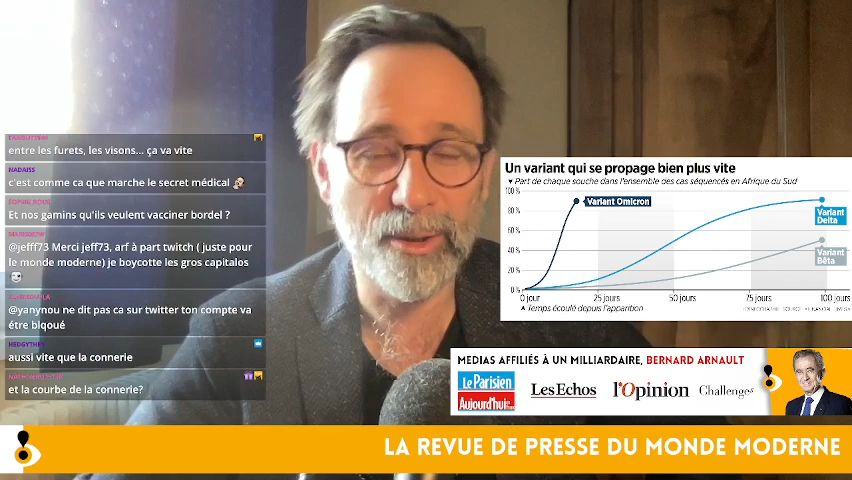 entre les furets, les visons... ça va vite
NADAISS
c'est comme ca que marche le secret médical
Et nos gamins qu'ils veulent vacciner bordel ?
@jefff73 Merci jeff73, arf à part twitch ( juste pour
le monde moderne) je boycotte les gros capitalos
@yanynou ne dit pas ca sur twitter ton compte va
étre blqoué
aussi vite que la connerie
et la courbe de la connerie?
Un variant qui se propage bien plus vite
▼ Part de chaque souche dans l'ensemble des cas séquencés en Afrique du Sud
100 %
80 %
60 %
40 %
20 %
0 %
Variant Omicron
Variant
Delta
Variant
Bêta
0 jour
25 jours
50 jours
75 jours
100 jours
▲ Temps écoulé depuis l'apparition
MEDIAS AFFILIÉS À UN MILLIARDAIRE, BERNARD ARNAULT
Le Parisien
Aujourd'hui
Les Echos
l'Opinion
Challenges
LA REVUE DE PRESSE DU MONDE MODERNE